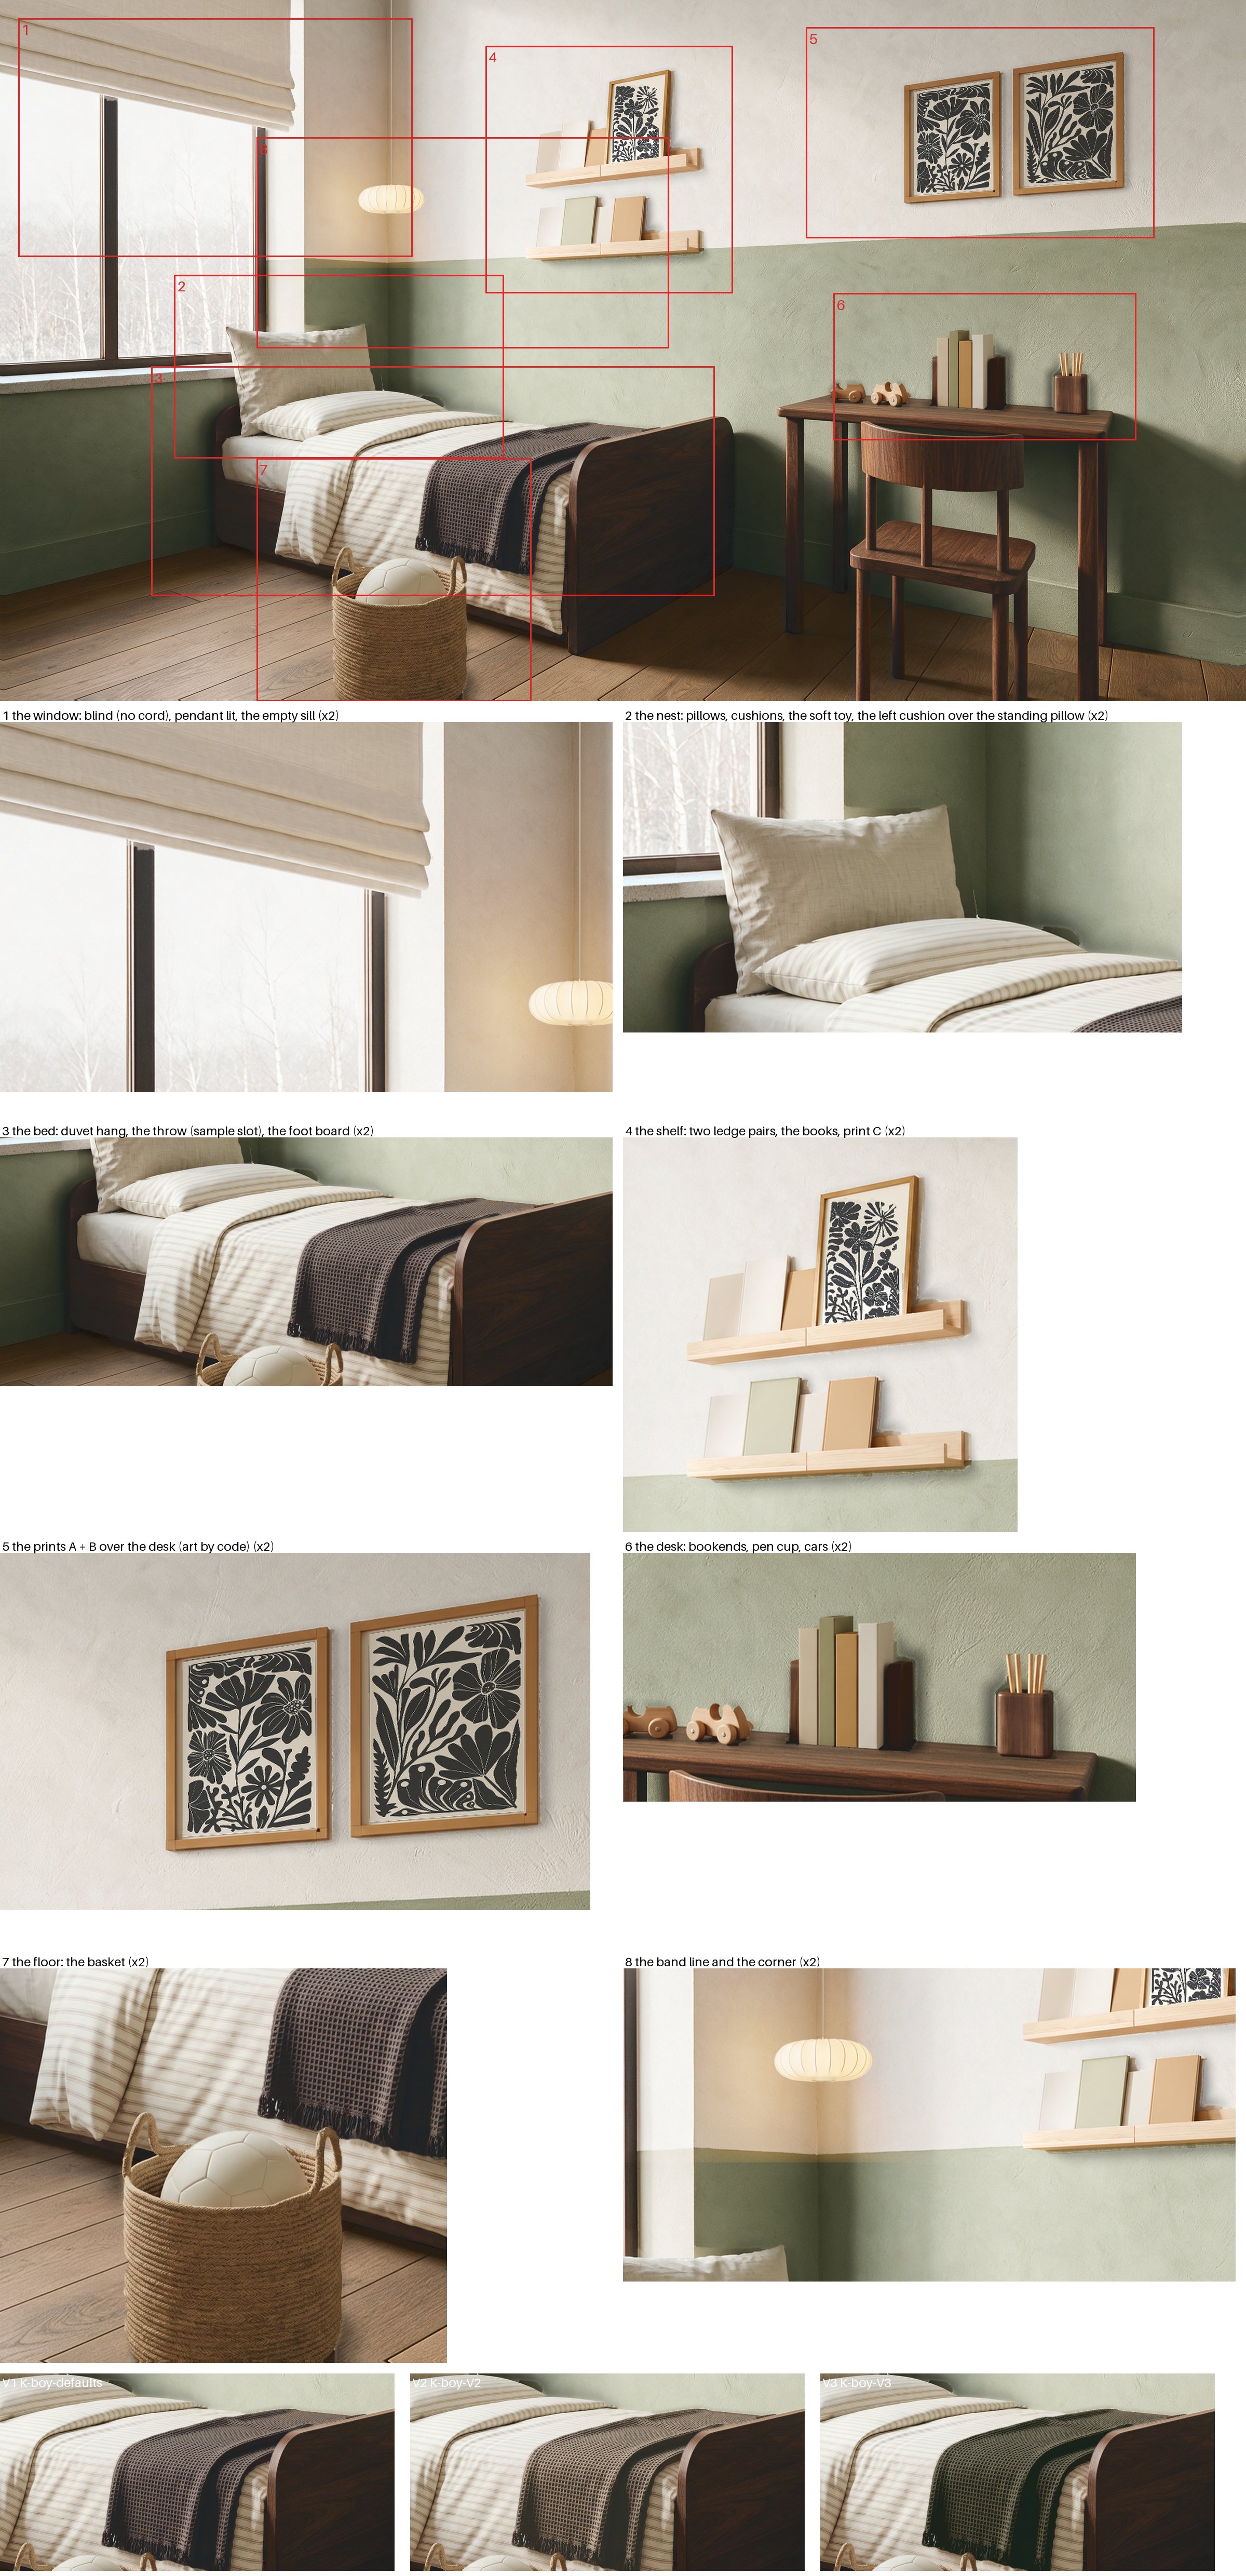 1
4
5
8
2
6
3
7
1 the window: blind (no cord), pendant lit, the empty sill (x2)
2 the nest: pillows, cushions, the soft toy, the left cushion over the standing pillow (x2)
3 the bed: duvet hang, the throw (sample slot), the foot board (x2)
4 the shelf: two ledge pairs, the books, print C (x2)
5 the prints A + B over the desk (art by code) (x2)
6 the desk: bookends, pen cup, cars (x2)
7 the floor: the basket (x2)
8 the band line and the corner (x2)
V1 K-boy-defaults
V2 K-boy-V2
V3 K-boy-V3